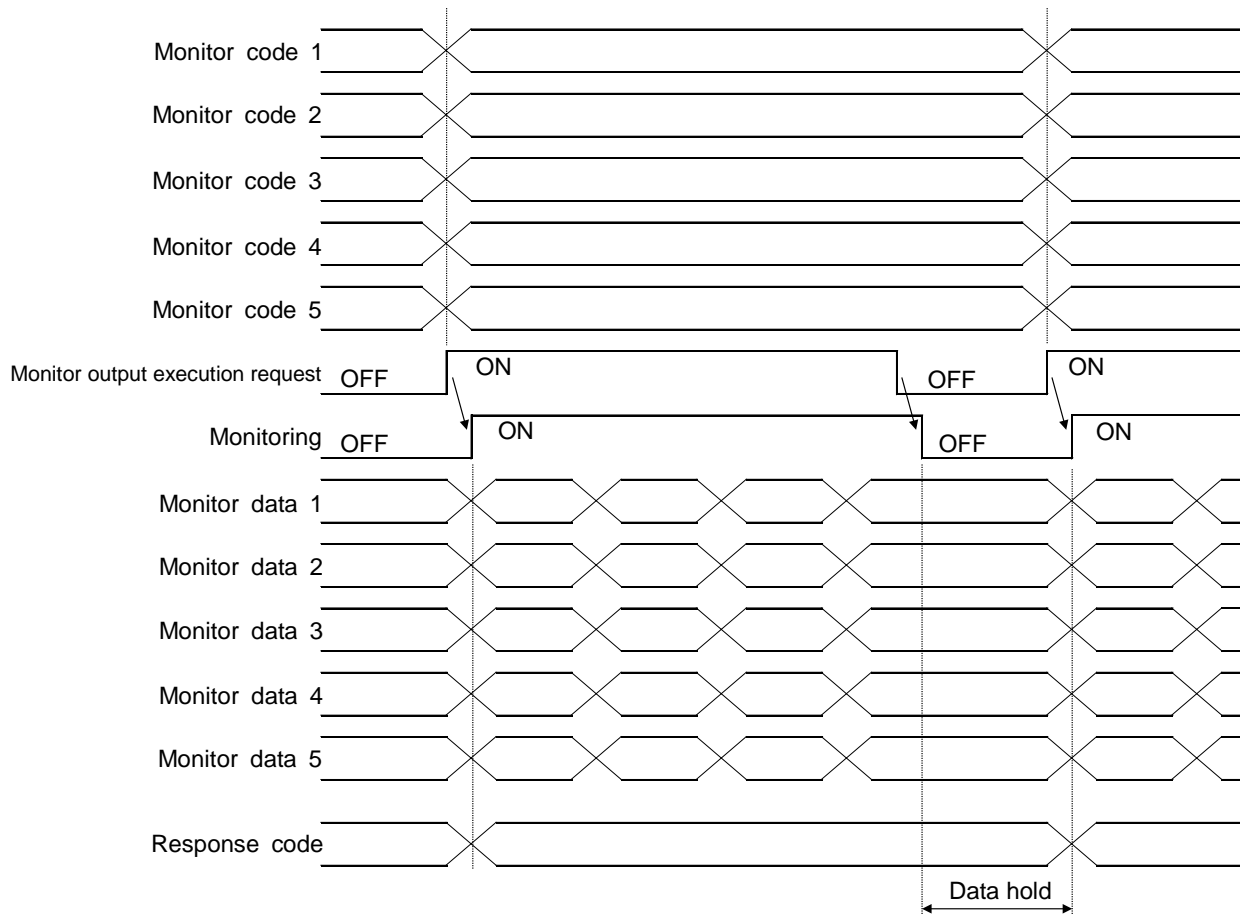 Monitor code 1
Monitor code 2
Monitor code 3
Monitor code 4
Monitor code 5
Monitor output execution request OFF ON OFF ON
Monitoring OFF ON OFF ON
Monitor data 1
Monitor data 2
Monitor data 3
Monitor data 4
Monitor data 5
Response code
Data hold